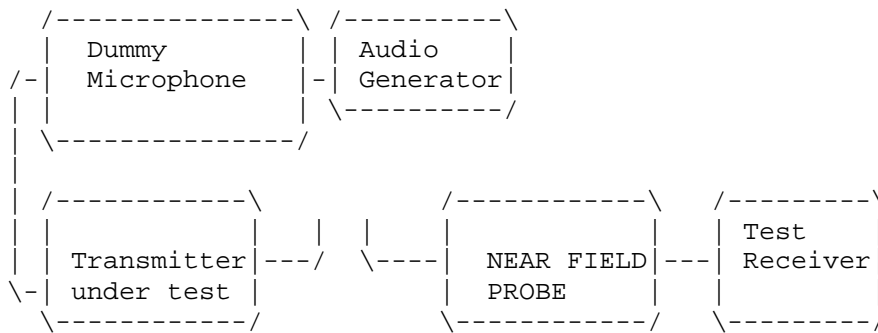 Dummy
Microphone
Audio
Generator
Transmitter
under test
NEAR FIELD
PROBE
Test
Receiver